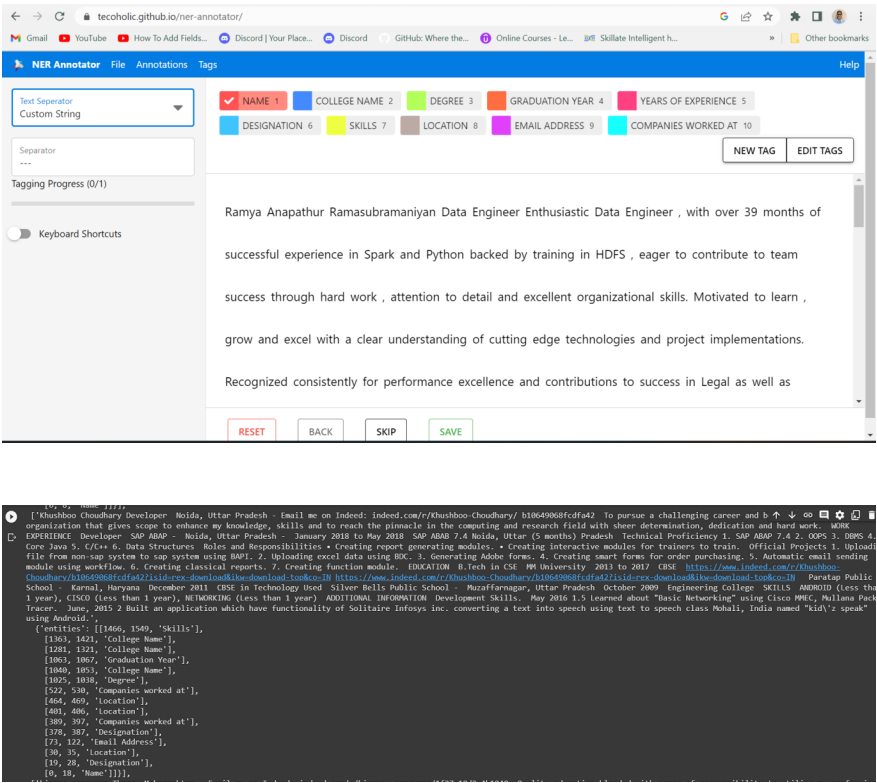 tecoholic.github.io/ner-annotator/
Gmail YouTube How To Add Fields... Discord | Your Place... Discord GitHub: Where the... Online Courses - Le... Skillate Intelligent h... » Other bookmarks
NER Annotator File Annotations Tags Help
Text Seperator
Custom String
Separator
---
Tagging Progress (0/1)
Keyboard Shortcuts
NAME 1 COLLEGE NAME 2 DEGREE 3 GRADUATION YEAR 4 YEARS OF EXPERIENCE 5
DESIGNATION 6 SKILLS 7 LOCATION 8 EMAIL ADDRESS 9 COMPANIES WORKED AT 10
NEW TAG EDIT TAGS
Ramya Anapathur Ramasubramaniyan Data Engineer Enthusiastic Data Engineer , with over 39 months of
successful experience in Spark and Python backed by training in HDFS , eager to contribute to team
success through hard work , attention to detail and excellent organizational skills. Motivated to learn ,
grow and excel with a clear understanding of cutting edge technologies and project implementations.
Recognized consistently for performance excellence and contributions to success in Legal as well as
RESET BACK SKIP SAVE
['Khushboo Choudhary Developer Noida, Uttar Pradesh - Email me on Indeed: indeed.com/r/Khushboo-Choudhary/ b10649068fcdfa42 To pursue a challenging career and b
organization that gives scope to enhance my knowledge, skills and to reach the pinnacle in the computing and research field with sheer determination, dedication and hard work. WORK
EXPERIENCE Developer SAP ABAP - Noida, Uttar Pradesh - January 2018 to May 2018 SAP ABAB 7.4 Noida, Uttar (5 months) Pradesh Technical Proficiency 1. SAP ABAP 7.4 2. OOPS 3. DBMS 4.
Core Java 5. C/C++ 6. Data Structures Roles and Responsibilities • Creating report generating modules. • Creating interactive modules for trainers to train. Official Projects 1. Uploadi
file from non-sap system to sap system using BAPI. 2. Uploading excel data using BDC. 3. Generating Adobe forms. 4. Creating smart forms for order purchasing. 5. Automatic email sending
module using workflow. 6. Creating classical reports. 7. Creating function module. EDUCATION B.Tech in CSE MM University 2013 to 2017 CBSE https://www.indeed.com/r/Khushboo-
Choudhary/b10649068fcdfa42?isid=rex-download&ikw=download-top&co=IN https://www.indeed.com/r/Khushboo-Choudhary/b10649068fcdfa42?isid=rex-download&ikw=download-top&co=IN Paratap Public
School - Karnal, Haryana December 2011 CBSE in Technology Used Silver Bells Public School - Muzaffarnagar, Uttar Pradesh October 2009 Engineering College SKILLS ANDROID (Less tha
1 year), CISCO (Less than 1 year), NETWORKING (Less than 1 year) ADDITIONAL INFORMATION Development Skills. May 2016 1.5 Learned about "Basic Networking" using Cisco MMEC, Mullana Pack
Tracer. June, 2015 2 Built an application which have functionality of Solitaire Infosys inc. converting a text into speech using text to speech class Mohali, India named "kid\'z speak"
using Android.',
{'entities': [[1466, 1549, 'Skills'],
[1363, 1421, 'College Name'],
[1281, 1321, 'College Name'],
[1063, 1067, 'Graduation Year'],
[1040, 1053, 'College Name'],
[1025, 1038, 'Degree'],
[522, 530, 'Companies worked at'],
[464, 469, 'Location'],
[401, 406, 'Location'],
[389, 397, 'Companies worked at'],
[378, 387, 'Designation'],
[73, 122, 'Email Address'],
[30, 35, 'Location'],
[19, 28, 'Designation'],
[0, 18, 'Name']]}],